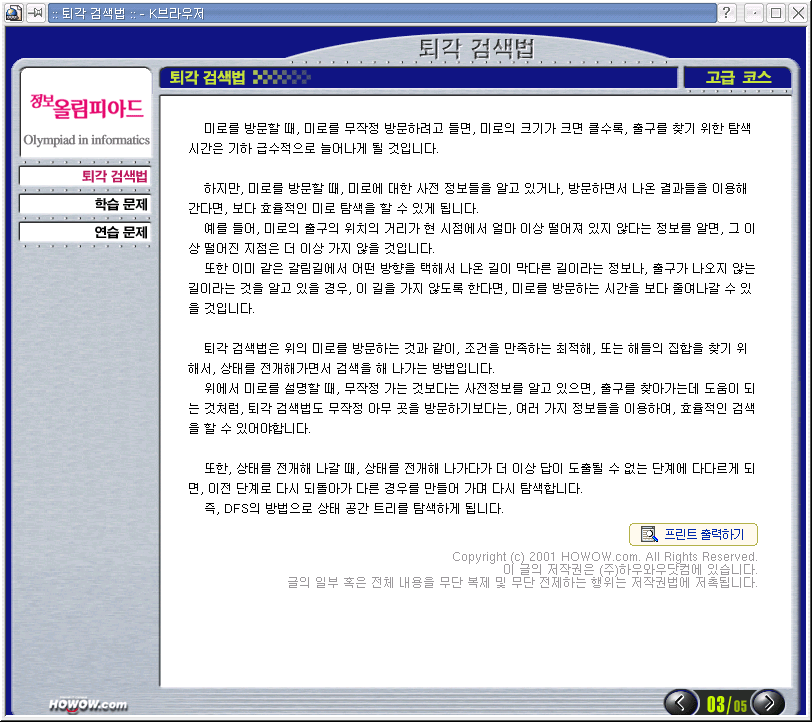 :: 퇴각 검색법 :: - K브라우저
퇴각 검색법
퇴각 검색법
고급 코스
정보올림피아드
Olympiad in informatics
퇴각 검색법
학습 문제
연습 문제
미로를 방문할 때, 미로를 무작정 방문하려고 들면, 미로의 크기가 크면 클수록, 출구를 찾기 위한 탐색
시간은 기하 급수적으로 늘어나게 될 것입니다.
하지만, 미로를 방문할 때, 미로에 대한 사전 정보들을 알고 있거나, 방문하면서 나온 결과들을 이용해
간다면, 보다 효율적인 미로 탐색을 할 수 있게 됩니다.
예를 들어, 미로의 출구의 위치의 거리가 현 시점에서 얼마 이상 떨어져 있지 않다는 정보를 알면, 그 이
상 떨어진 지점은 더 이상 가지 않을 것입니다.
또한 이미 같은 갈림길에서 어떤 방향을 택해서 나온 길이 막다른 길이라는 정보나, 출구가 나오지 않는
길이라는 것을 알고 있을 경우, 이 길을 가지 않도록 한다면, 미로를 방문하는 시간을 보다 줄여나갈 수 있
을 것입니다.
퇴각 검색법은 위의 미로를 방문하는 것과 같이, 조건을 만족하는 최적해, 또는 해들의 집합을 찾기 위
해서, 상태를 전개해가면서 검색을 해 나가는 방법입니다.
위에서 미로를 설명할 때, 무작정 가는 것보다는 사전정보를 알고 있으면, 출구를 찾아가는데 도움이 되
는 것처럼, 퇴각 검색법도 무작정 아무 곳을 방문하기보다는, 여러 가지 정보들을 이용하여, 효율적인 검색
을 할 수 있어야합니다.
또한, 상태를 전개해 나갈 때, 상태를 전개해 나가다가 더 이상 답이 도출될 수 없는 단계에 다다르게 되
면, 이전 단계로 다시 되돌아가 다른 경우를 만들어 가며 다시 탐색합니다.
즉, DFS의 방법으로 상태 공간 트리를 탐색하게 됩니다.
프린트 출력하기
Copyright (c) 2001 HOWOW.com. All Rights Reserved.
이 글의 저작권은 (주)하우와우닷컴에 있습니다.
글의 일부 혹은 전체 내용을 무단 복제 및 무단 전제하는 행위는 저작권법에 저촉됩니다.
HOWOW.com
03/05